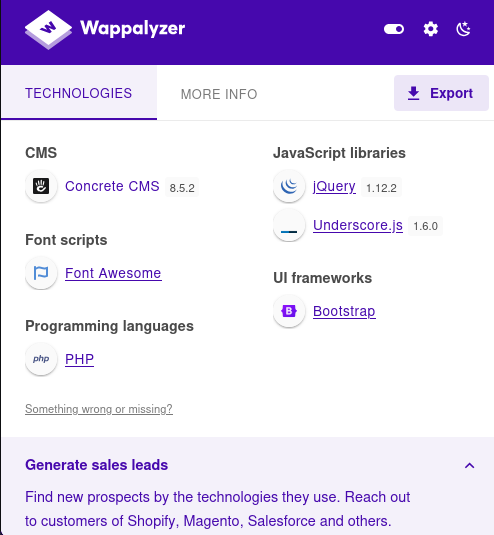 Wappalyzer
TECHNOLOGIES
MORE INFO
Export
CMS
Concrete CMS 8.5.2
Font scripts
Font Awesome
Programming languages
php PHP
JavaScript libraries
jQuery 1.12.2
Underscore.js 1.6.0
UI frameworks
B Bootstrap
Something wrong or missing?
Generate sales leads
Find new prospects by the technologies they use. Reach out
to customers of Shopify, Magento, Salesforce and others.